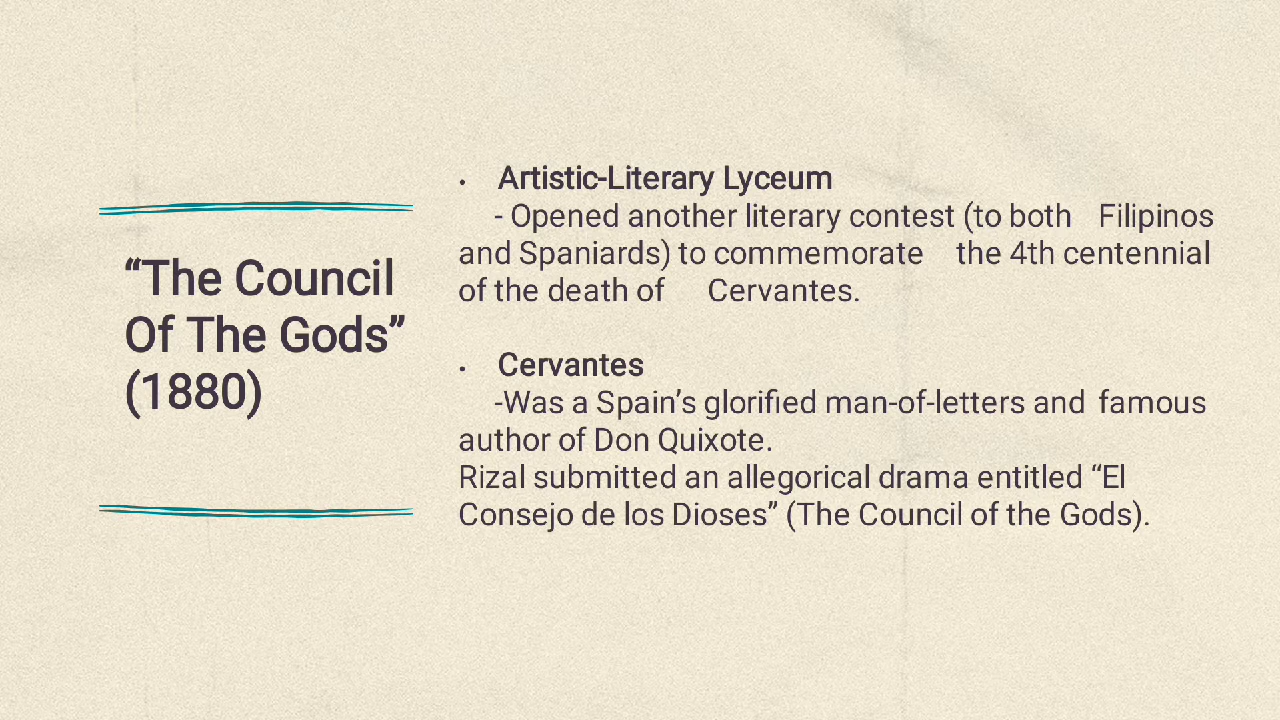 “The Council
Of The Gods”
(1880)
• Artistic-Literary Lyceum
- Opened another literary contest (to both Filipinos
and Spaniards) to commemorate the 4th centennial
of the death of Cervantes.
• Cervantes
-Was a Spain’s glorified man-of-letters and famous
author of Don Quixote.
Rizal submitted an allegorical drama entitled “El
Consejo de los Dioses” (The Council of the Gods).